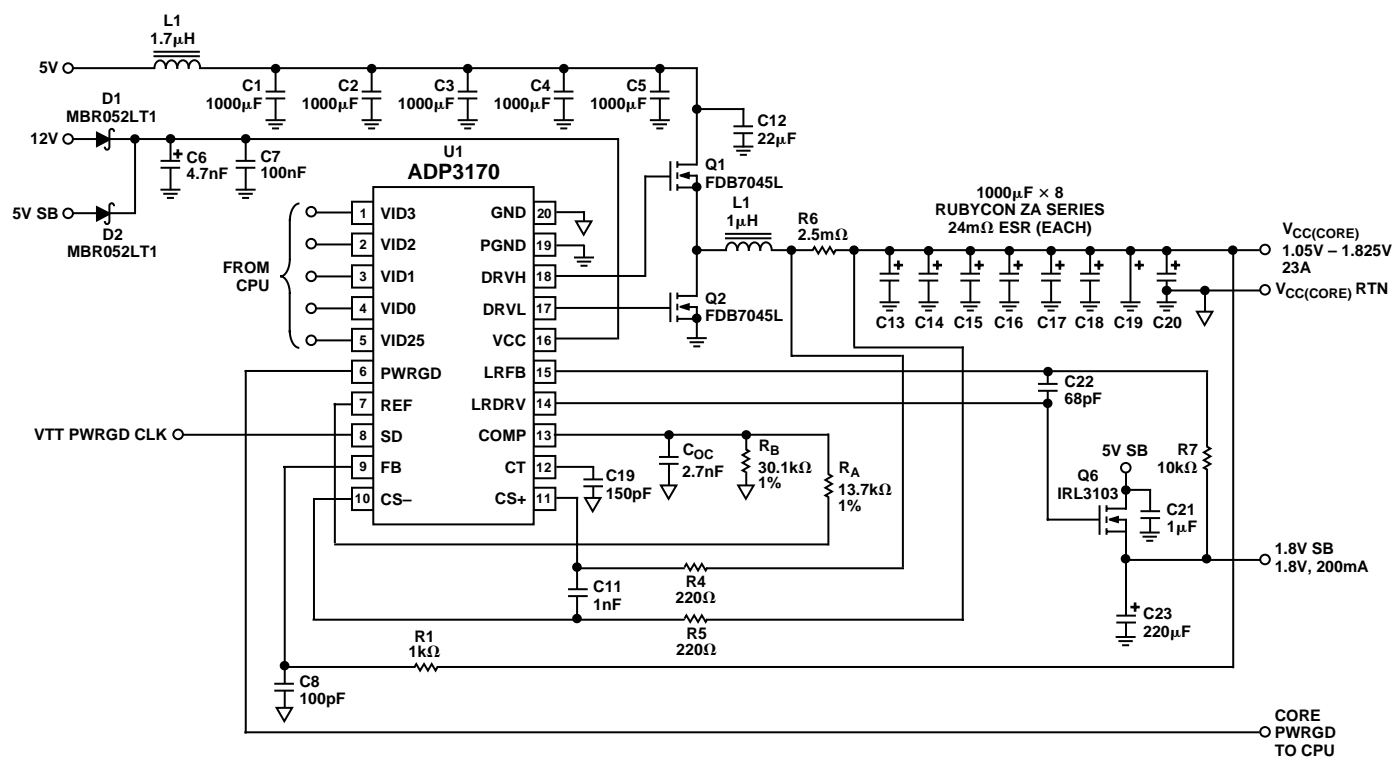 L1
1.7μH
5V
C1
1000μF
C2
1000μF
C3
1000μF
C4
1000μF
C5
1000μF
D1
MBR052LT1
12V
C6
4.7nF
C7
100nF
C12
22μF
5V SB
D2
MBR052LT1
U1
ADP3170
Q1
FDB7045L
FROM
CPU
1 VID3
2 VID2
3 VID1
4 VID0
5 VID25
6 PWRGD
7 REF
8 SD
9 FB
10 CS–
GND 20
PGND 19
DRVH 18
DRVL 17
VCC 16
LRFB 15
LRDRV 14
COMP 13
CT 12
CS+ 11
L1
1μH
R6
2.5mΩ
1000μF × 8
RUBYCON ZA SERIES
24mΩ ESR (EACH)
VCC(CORE)
1.05V – 1.825V
23A
VCC(CORE) RTN
Q2
FDB7045L
+ + + + + + + +
C13 C14 C15 C16 C17 C18 C19 C20
C22
68pF
VTT PWRGD CLK
COC
2.7nF
RB
30.1kΩ
1%
RA
13.7kΩ
1%
C19
150pF
5V SB
Q6
IRL3103
R7
10kΩ
C21
1μF
1.8V SB
1.8V, 200mA
C11
1nF
R4
220Ω
R5
220Ω
+
C23
220μF
R1
1kΩ
C8
100pF
CORE
PWRGD
TO CPU